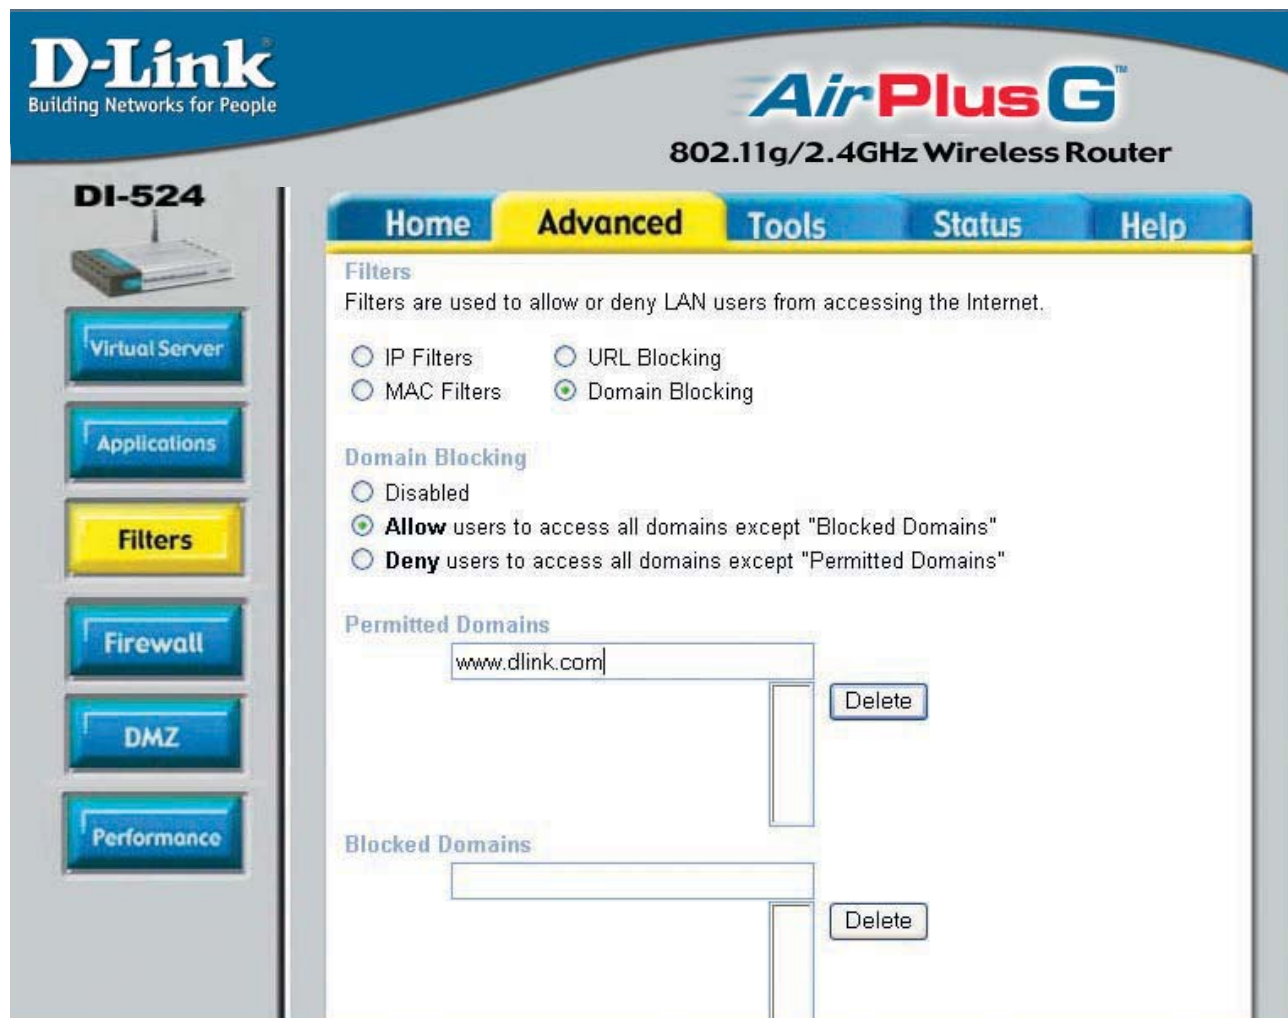 D-Link
Building Networks for People
AirPlus G™
802.11g/2.4GHz Wireless Router
DI-524
Home Advanced Tools Status Help
Virtual Server
Applications
Filters
Firewall
DMZ
Performance
Filters
Filters are used to allow or deny LAN users from accessing the Internet.
IP Filters URL Blocking
MAC Filters Domain Blocking
Domain Blocking
Disabled
Allow users to access all domains except "Blocked Domains"
Deny users to access all domains except "Permitted Domains"
Permitted Domains
www.dlink.com
Delete
Blocked Domains
Delete